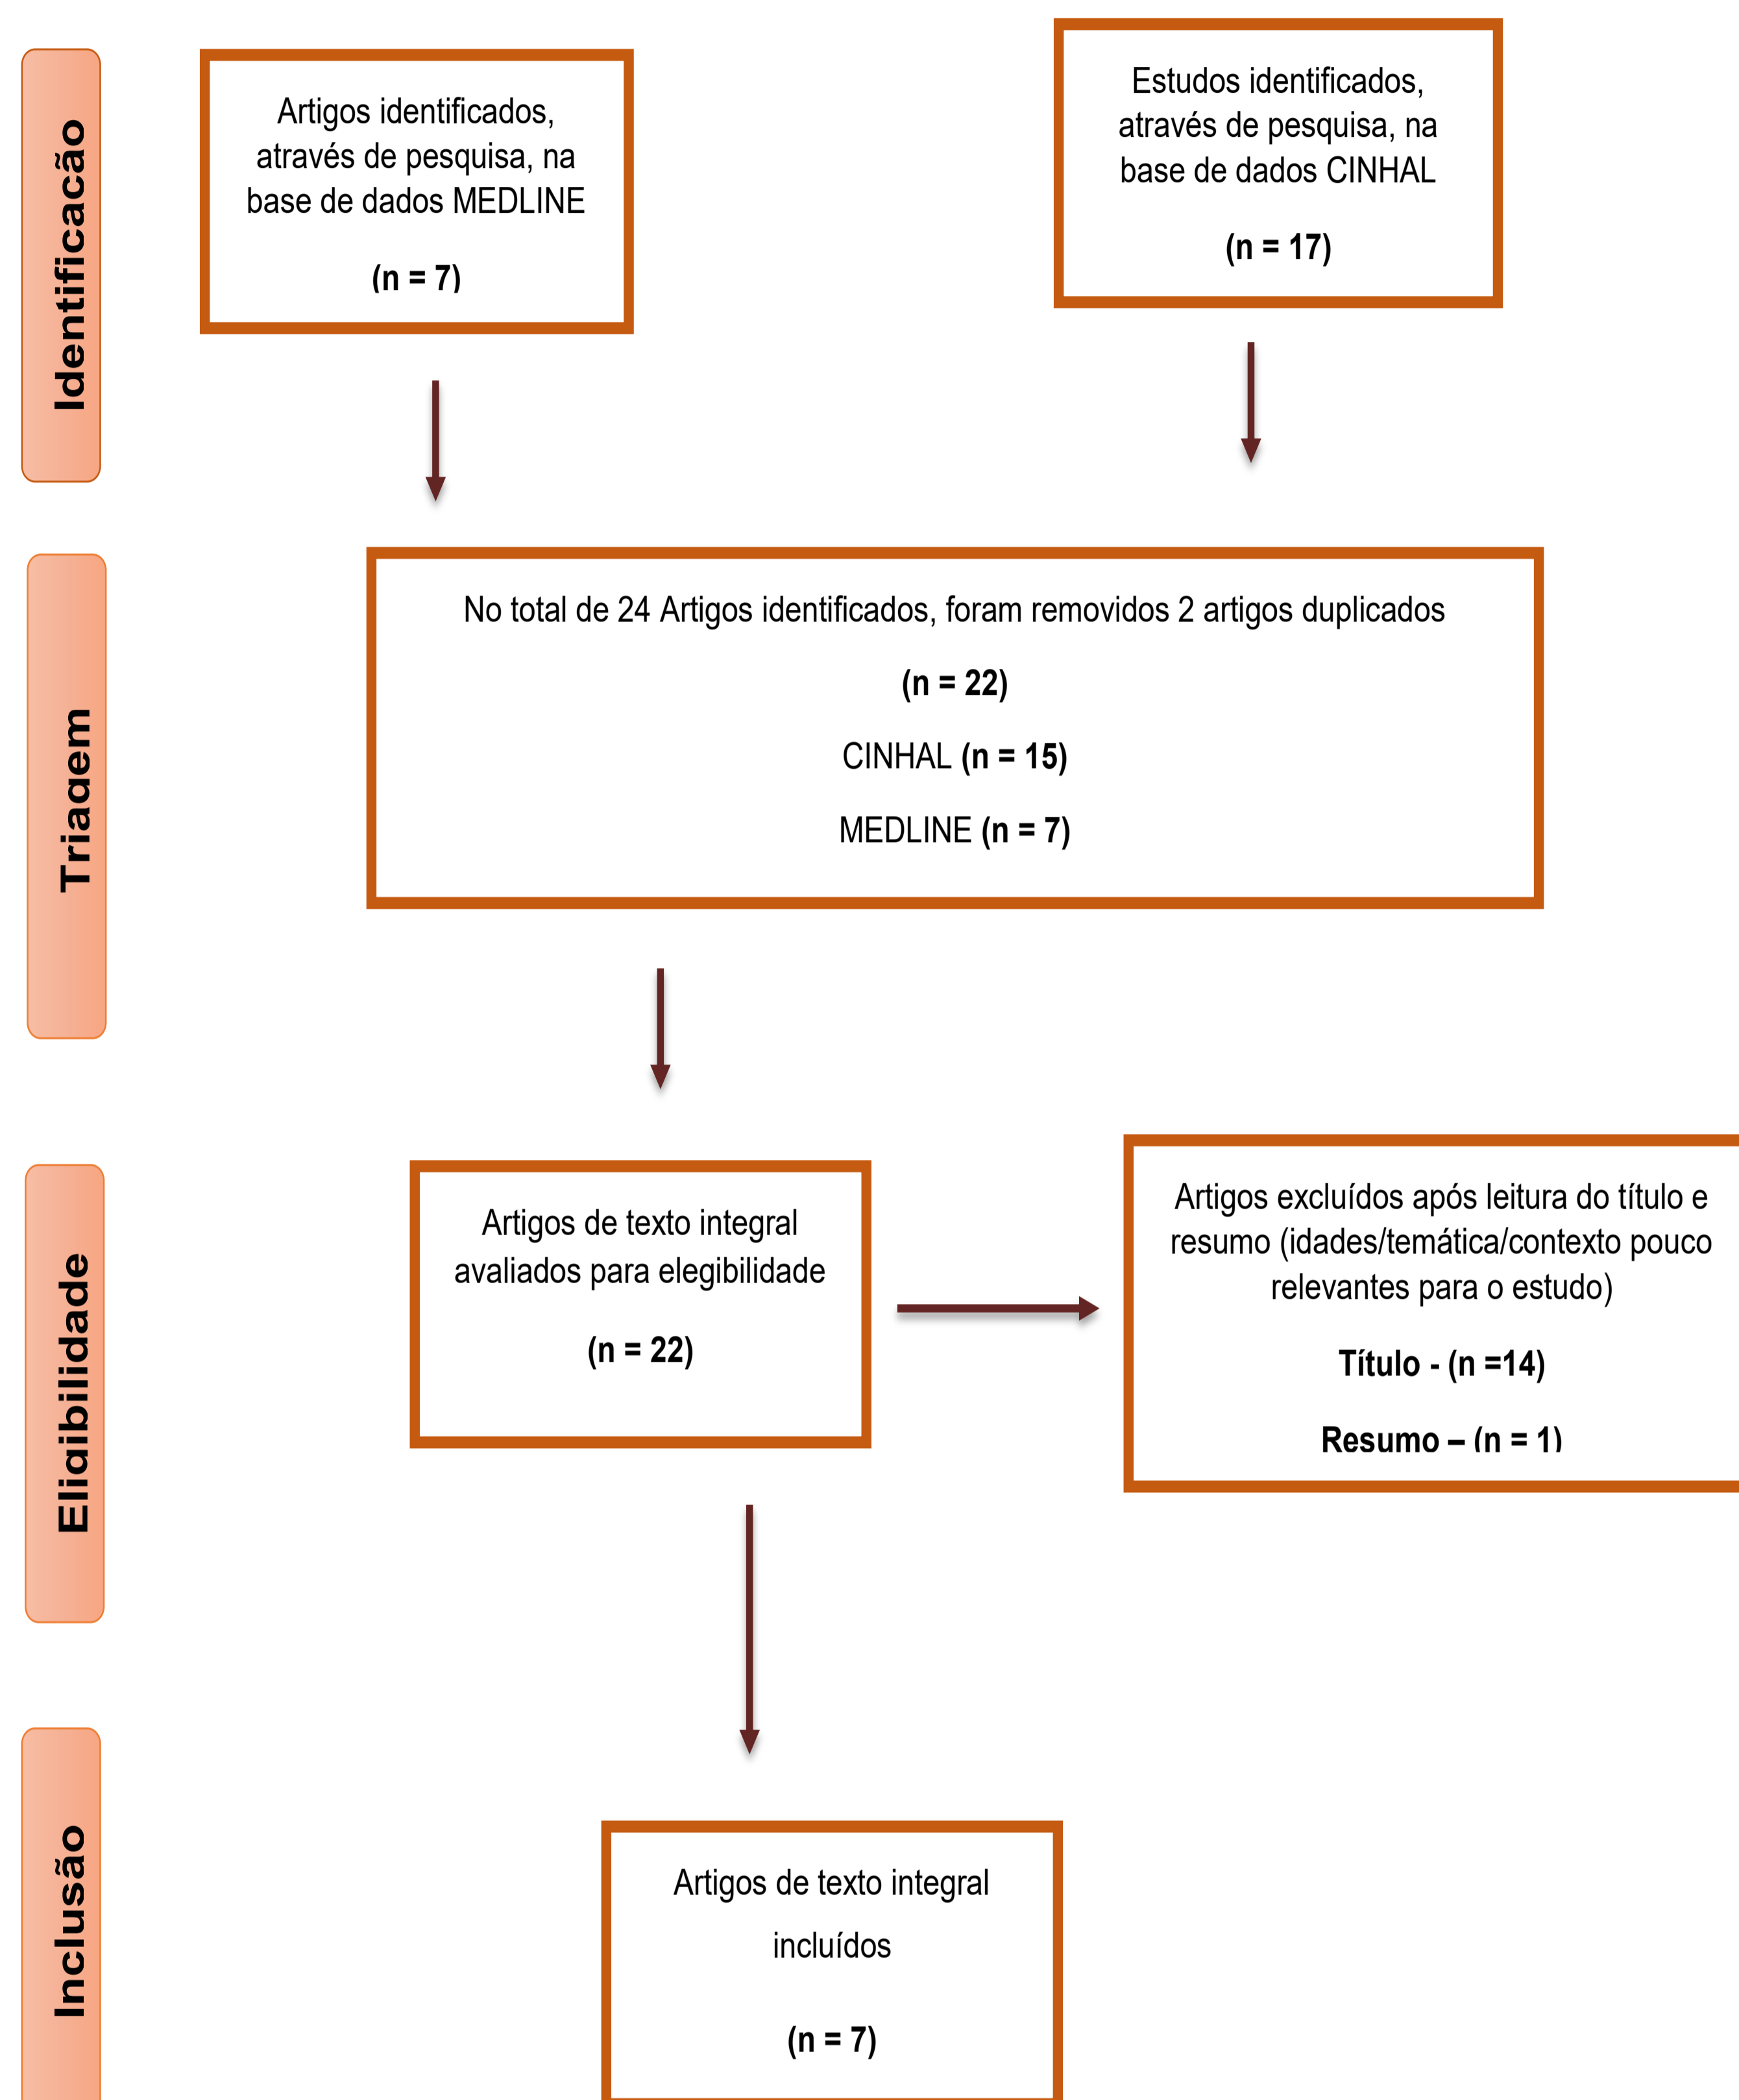 Identificação
Artigos identificados,
através de pesquisa, na
base de dados MEDLINE
(n = 7)
Estudos identificados,
através de pesquisa, na
base de dados CINHAL
(n = 17)
Triagem
No total de 24 Artigos identificados, foram removidos 2 artigos duplicados
(n = 22)
CINHAL (n = 15)
MEDLINE (n = 7)
Eligibilidade
Artigos de texto integral
avaliados para elegibilidade
(n = 22)
Artigos excluídos após leitura do título e
resumo (idades/temática/contexto pouco
relevantes para o estudo)
Título - (n =14)
Resumo – (n = 1)
Inclusão
Artigos de texto integral
incluídos
(n = 7)